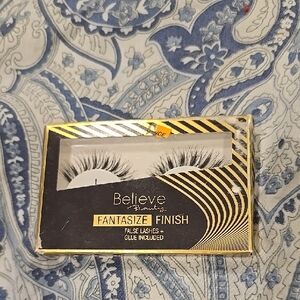 Believe
Beauty
FANTASIZE FINISH
FALSE LASHES +
GLUE INCLUDED